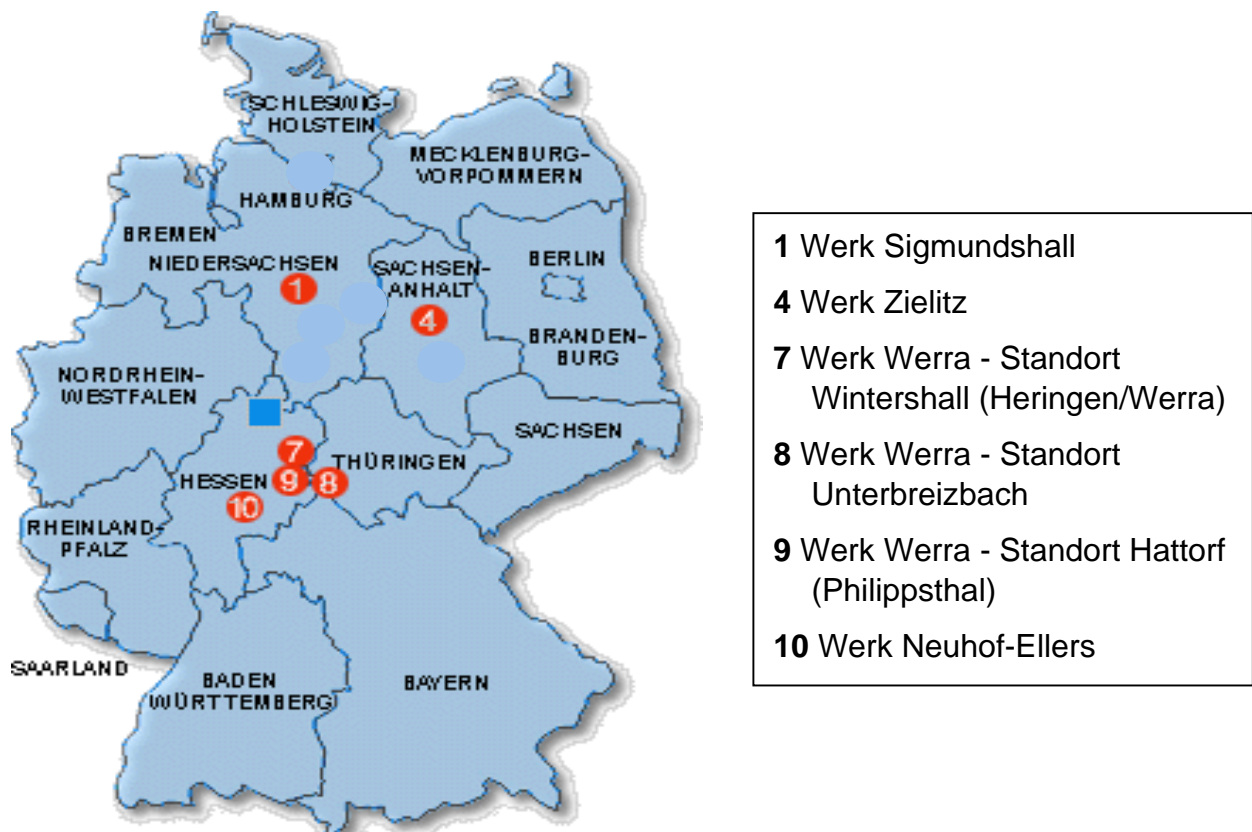 SCHLESWIG-
HOLSTEIN
MECKLENBURG-
VORPOMMERN
HAMBURG
BREMEN
NIEDERSACHSEN
SACHSEN-
ANHALT
BERLIN
1
4
BRANDEN-
BURG
NORDRHEIN-
WESTFALEN
SACHSEN
7
THÜRINGEN
HESSEN
9
8
10
RHEINLAND-
PFALZ
SAARLAND
BADEN
WÜRTTEMBERG
BAYERN
1 Werk Sigmundshall
4 Werk Zielitz
7 Werk Werra - Standort
Wintershall (Heringen/Werra)
8 Werk Werra - Standort
Unterbreizbach
9 Werk Werra - Standort Hattorf
(Philippsthal)
10 Werk Neuhof-Ellers